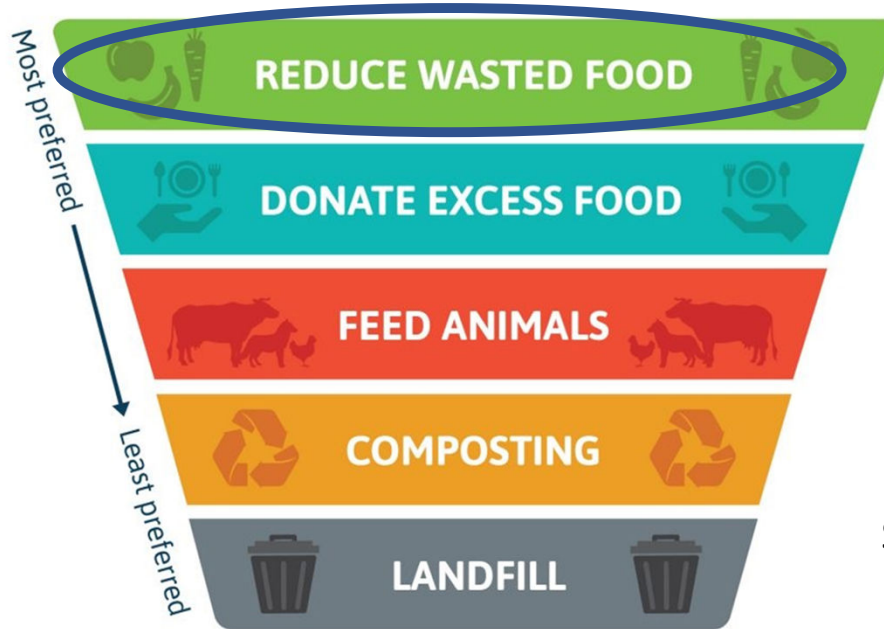 Most preferred
REDUCE WASTED FOOD
DONATE EXCESS FOOD
FEED ANIMALS
COMPOSTING
Least preferred
LANDFILL